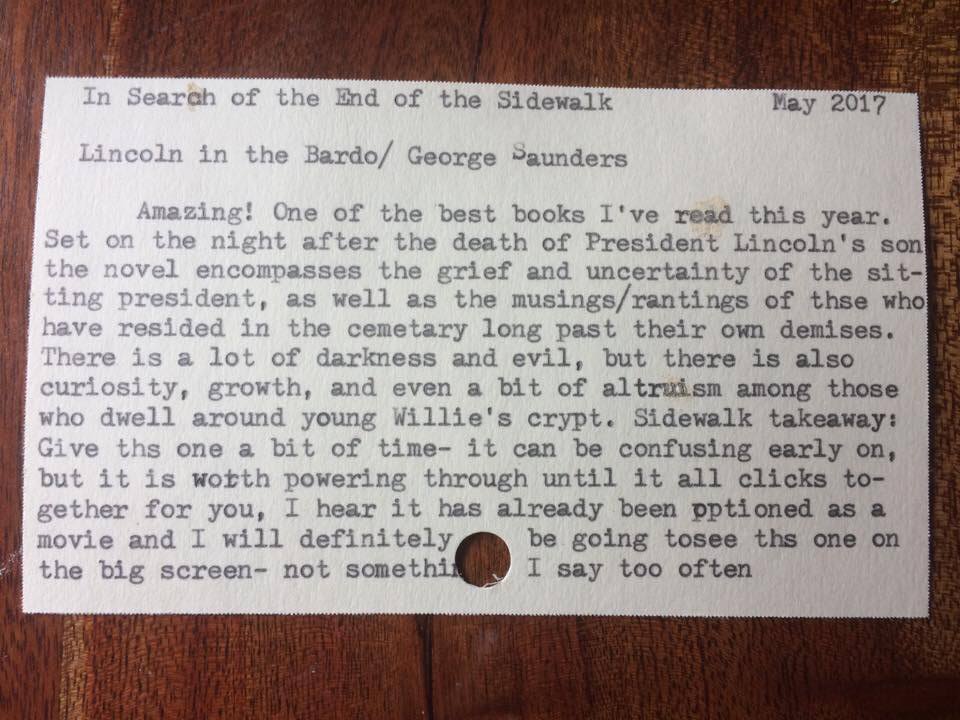 In Search of the End of the Sidewalk May 2017
Lincoln in the Bardo/ George Saunders
Amazing! One of the best books I've read this year.
Set on the night after the death of President Lincoln's son
the novel encompasses the grief and uncertainty of the sit-
ting president, as well as the musings/rantings of thse who
have resided in the cemetary long past their own demises.
There is a lot of darkness and evil, but there is also
curiosity, growth, and even a bit of altruism among those
who dwell around young Willie's crypt. Sidewalk takeaway:
Give ths one a bit of time- it can be confusing early on,
but it is worth powering through until it all clicks to-
gether for you, I hear it has already been pptioned as a
movie and I will definitely be going tosee ths one on
the big screen- not somethin I say too often